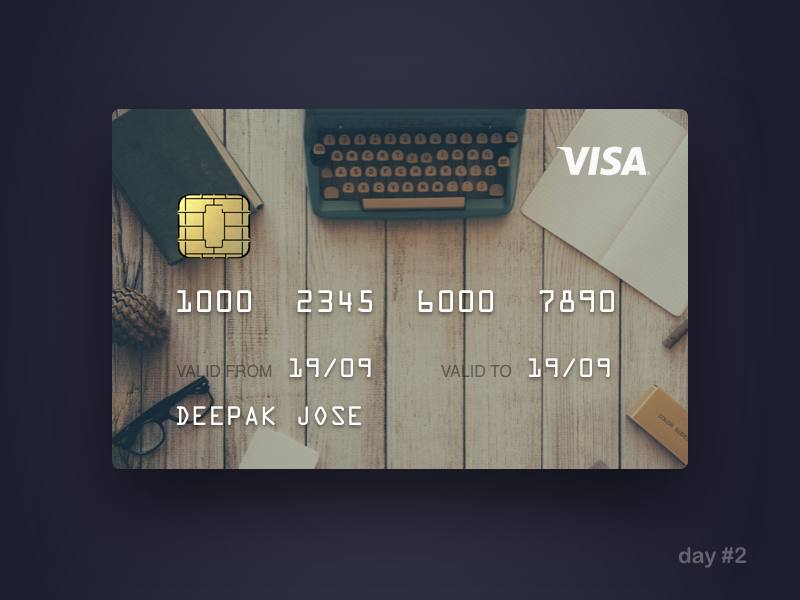 VISA
1000 2345 6000 7890
VALID FROM 19/09 VALID TO 19/09
DEEPAK JOSE
day #2